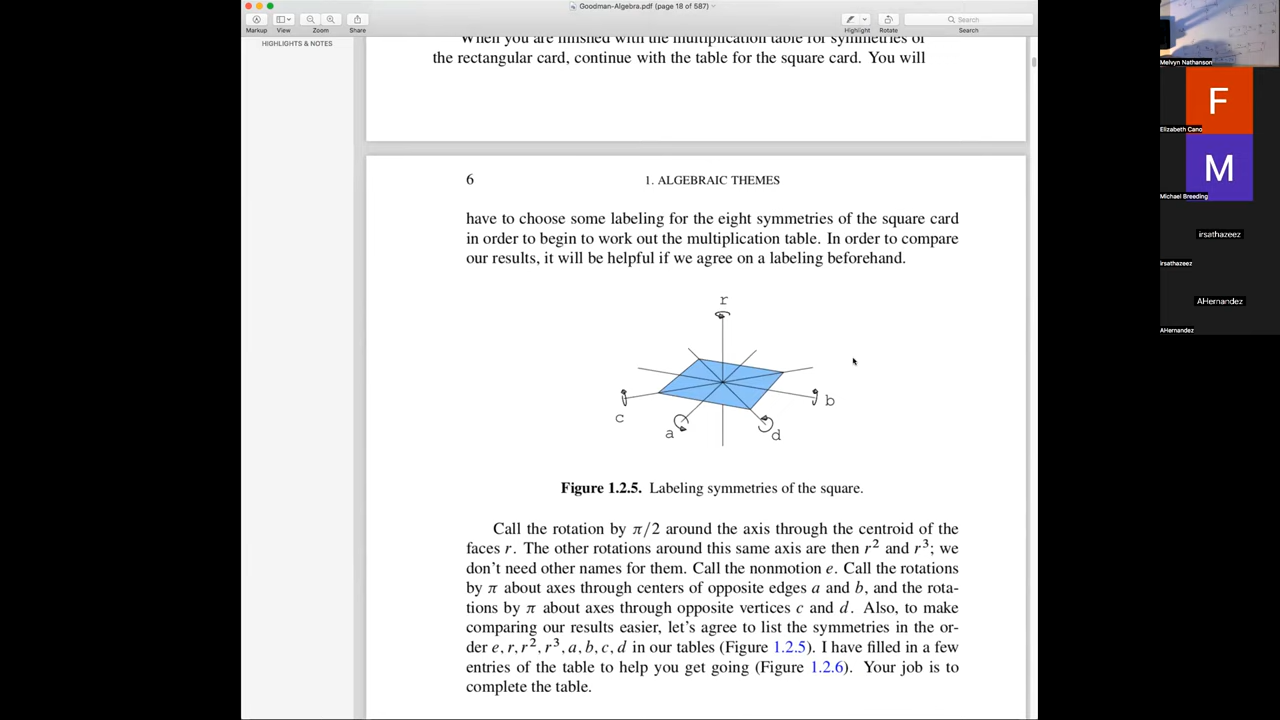 Goodman-Algebra.pdf (page 18 of 587)
Markup View Zoom Share Highlight Rotate Search
Search
HIGHLIGHTS & NOTES
When you are finished with the multiplication table for symmetries of
the rectangular card, continue with the table for the square card. You will
6 1. ALGEBRAIC THEMES
have to choose some labeling for the eight symmetries of the square card
in order to begin to work out the multiplication table. In order to compare
our results, it will be helpful if we agree on a labeling beforehand.
r
c
b
a
d
Figure 1.2.5. Labeling symmetries of the square.
Call the rotation by π/2 around the axis through the centroid of the
faces r. The other rotations around this same axis are then r² and r³; we
don't need other names for them. Call the nonmotion e. Call the rotations
by π about axes through centers of opposite edges a and b, and the rota-
tions by π about axes through opposite vertices c and d. Also, to make
comparing our results easier, let's agree to list the symmetries in the or-
der e, r, r², r³, a, b, c, d in our tables (Figure 1.2.5). I have filled in a few
entries of the table to help you get going (Figure 1.2.6). Your job is to
complete the table.
Melvyn Nathanson
F
Elizabeth Cano
M
Michael Breeding
irsathazeez
irsathazeez
AHernandez
AHernandez